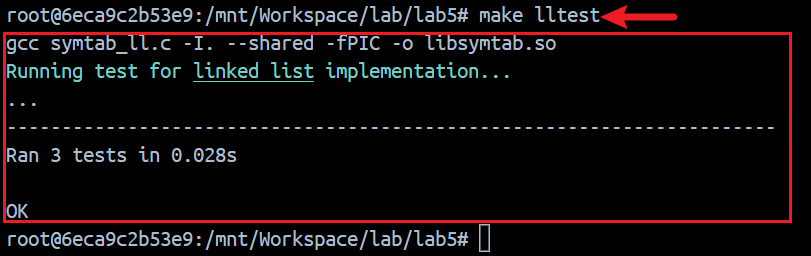 root@6eca9c2b53e9:/mnt/Workspace/lab/lab5# make lltest
gcc symtab_ll.c -I. --shared -fPIC -o libsymtab.so
Running test for linked list implementation...
...
----------------------------------------------------------------------
Ran 3 tests in 0.028s
OK
root@6eca9c2b53e9:/mnt/Workspace/lab/lab5#